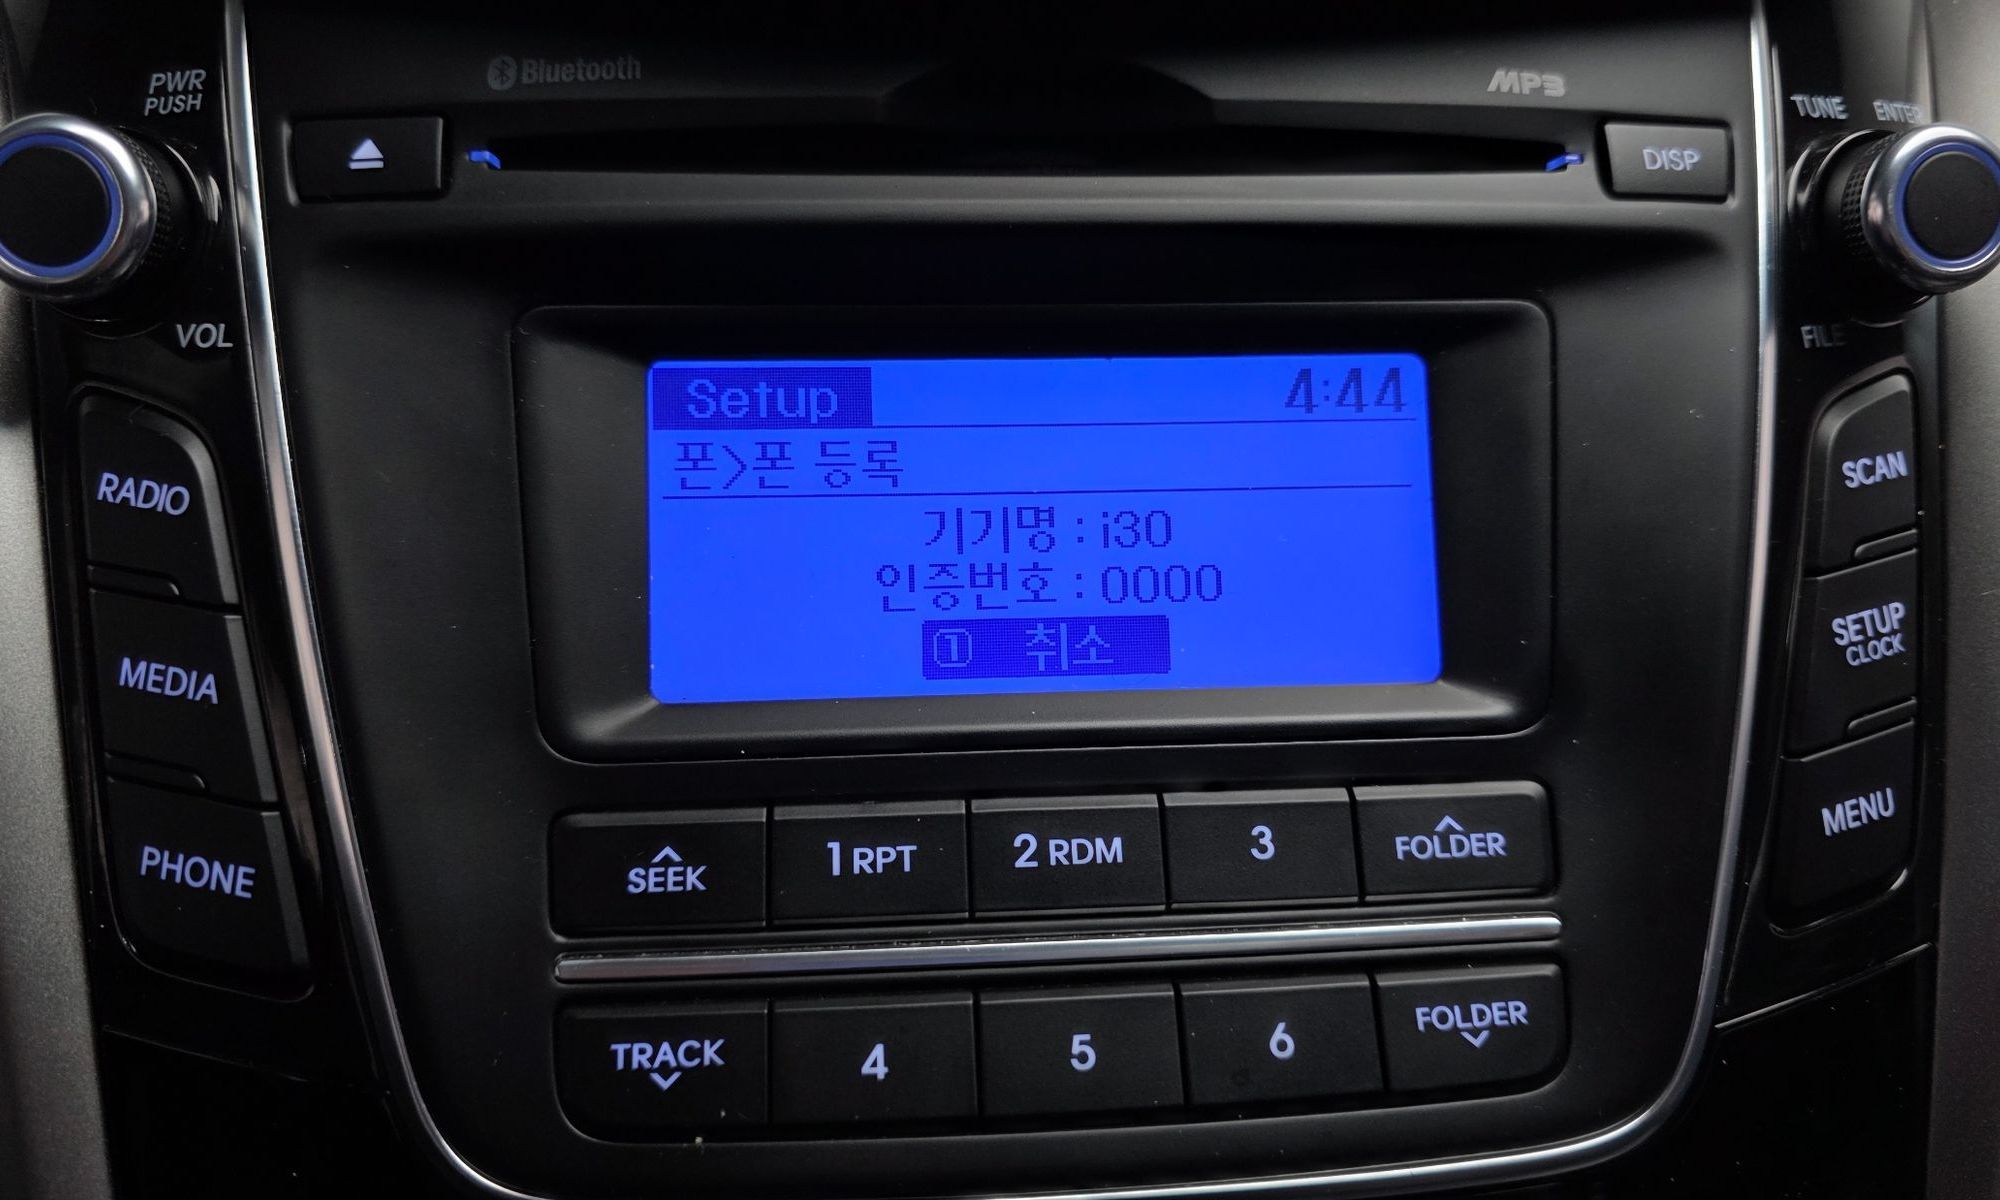 PWR
PUSH
Bluetooth
MP3
TUNE
ENTER
DISP
VOL
FILE
Setup 4:44
폰>폰 등록
기기명 : i30
인증번호 : 0000
① 취소
RADIO
MEDIA
PHONE
SCAN
SETUP
CLOCK
MENU
SEEK
1 RPT
2 RDM
3
FOLDER
TRACK
4
5
6
FOLDER